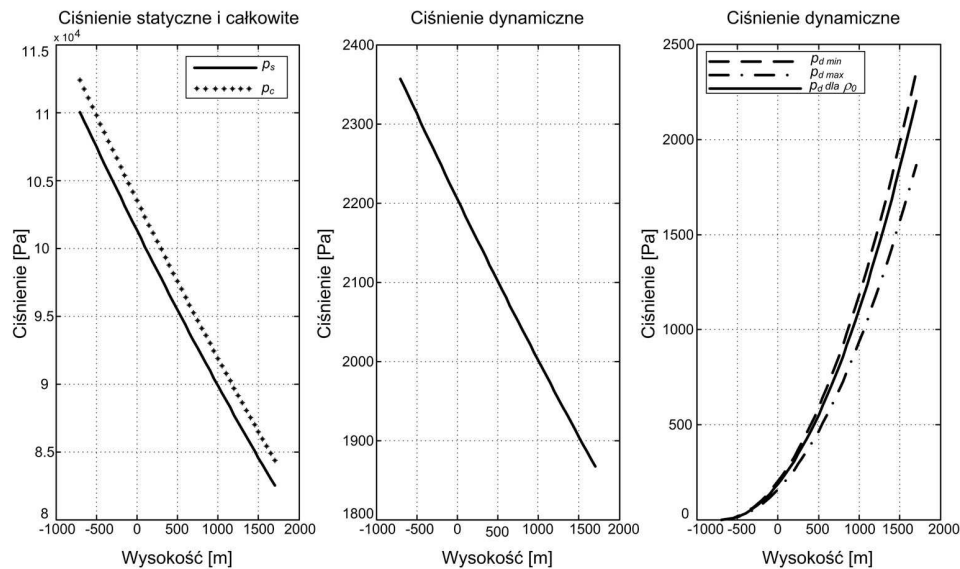 Ciśnienie statyczne i całkowite
x 10⁴
11.5
11
10.5
10
9.5
9
8.5
8
Ciśnienie [Pa]
p_s
p_c
-1000 -500 0 500 1000 1500 2000
Wysokość [m]
Ciśnienie dynamiczne
2400
2300
2200
2100
2000
1900
1800
Ciśnienie [Pa]
-1000 -500 0 500 1000 1500 2000
Wysokość [m]
Ciśnienie dynamiczne
2500
2000
1500
1000
500
0
Ciśnienie [Pa]
p_d min
p_d max
p_d dla ρ_0
-1000 -500 0 500 1000 1500 2000
Wysokość [m]